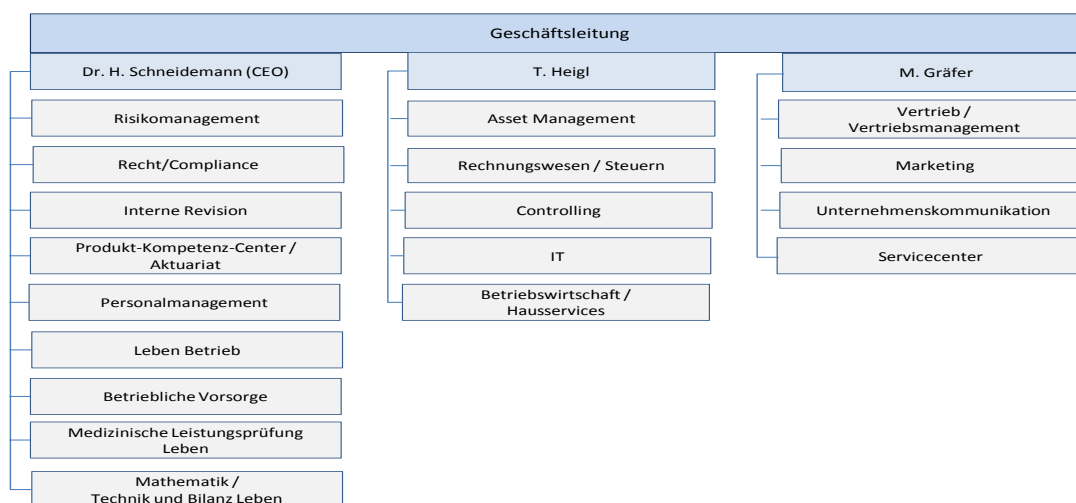 Geschäftsleitung
Dr. H. Schneidemann (CEO)
Risikomanagement
Recht/Compliance
Interne Revision
Produkt-Kompetenz-Center /
Aktuariat
Personalmanagement
Leben Betrieb
Betriebliche Vorsorge
Medizinische Leistungsprüfung
Leben
Mathematik /
Technik und Bilanz Leben
T. Heigl
Asset Management
Rechnungswesen / Steuern
Controlling
IT
Betriebswirtschaft /
Hausservices
M. Gräfer
Vertrieb /
Vertriebsmanagement
Marketing
Unternehmenskommunikation
Servicecenter